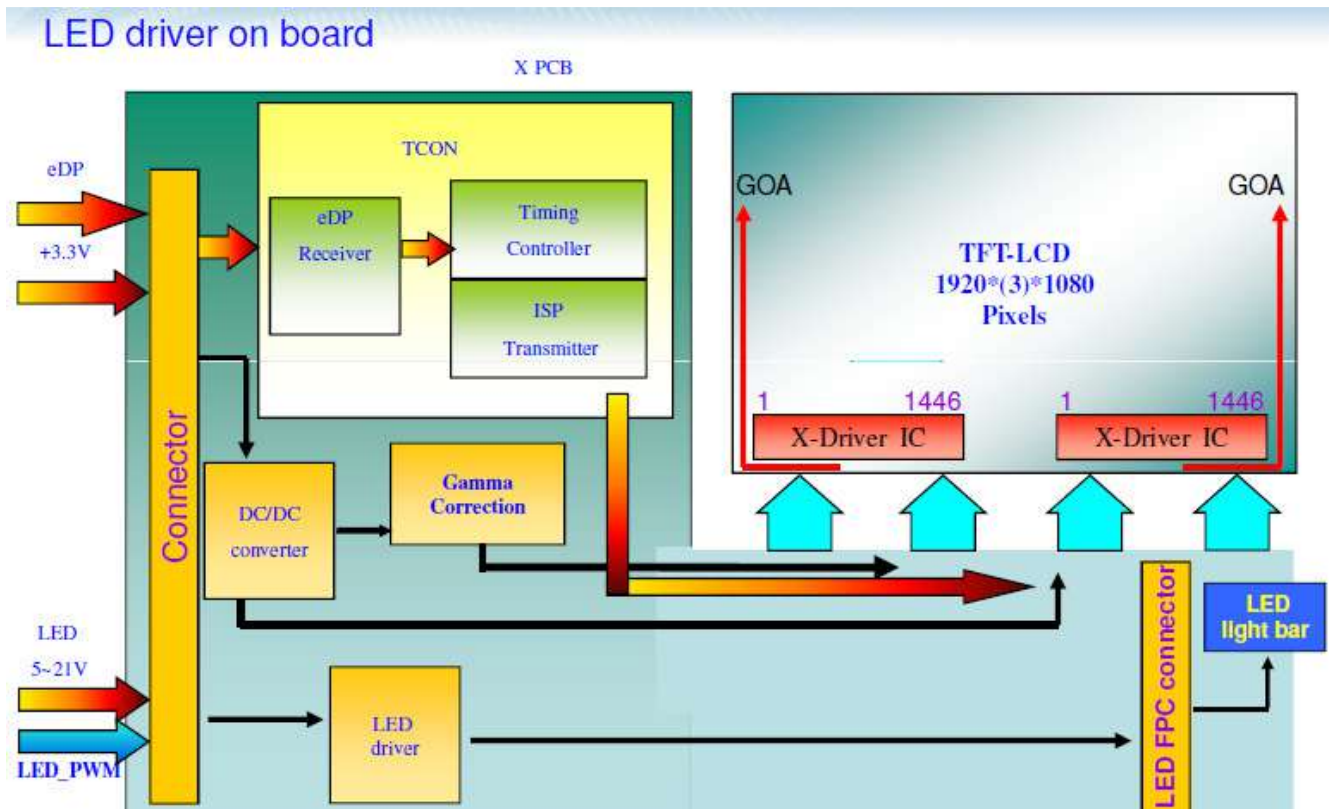 LED driver on board
X PCB
eDP
+3.3V
LED
5~21V
LED_PWM
Connector
TCON
eDP
Receiver
Timing
Controller
ISP
Transmitter
DC/DC
converter
Gamma
Correction
LED
driver
GOA
GOA
TFT-LCD
1920*(3)*1080
Pixels
1 1446
X-Driver IC
1 1446
X-Driver IC
LED FPC connector
LED
light bar